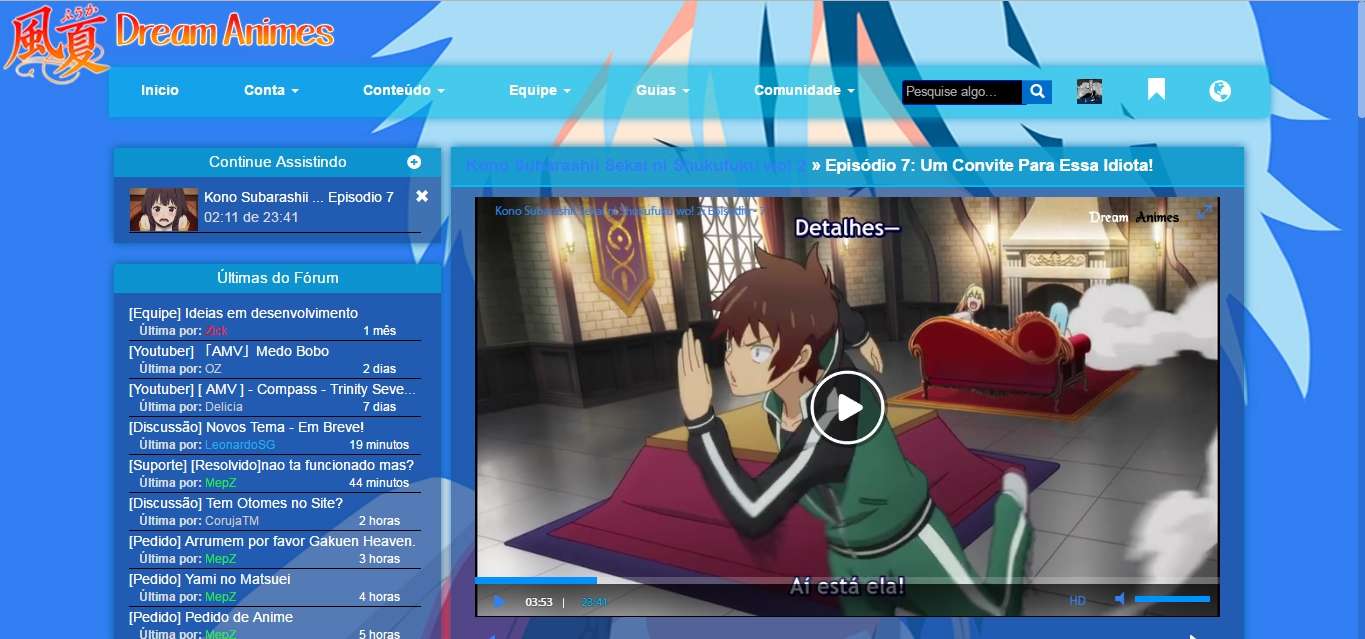 ふうか
風夏
Dream Animes
Inicio
Conta
Conteúdo
Equipe
Guias
Comunidade
Pesquise algo...
Continue Assistindo
Kono Subarashii ... Episodio 7
02:11 de 23:41
Últimas do Fórum
[Equipe] Ideias em desenvolvimento
Última por: Zick
1 mês
[Youtuber] 「AMV」Medo Bobo
Última por: OZ
2 dias
[Youtuber] [ AMV ] - Compass - Trinity Seve...
Última por: Delicia
7 dias
[Discussão] Novos Tema - Em Breve!
Última por: LeonardoSG
19 minutos
[Suporte] [Resolvido]nao ta funcionado mas?
Última por: MepZ
44 minutos
[Discussão] Tem Otomes no Site?
Última por: CorujaTM
2 horas
[Pedido] Arrumem por favor Gakuen Heaven.
Última por: MepZ
3 horas
[Pedido] Yami no Matsuei
Última por: MepZ
4 horas
[Pedido] Pedido de Anime
Última por: MepZ
5 horas
Kono Subarashii Sekai ni Shukufuku wo! 2 » Episódio 7: Um Convite Para Essa Idiota!
Kono Subarashii Sekai ni Shukufuku wo! 2: Episodio - 7
Dream Animes
Detalhes—
Aí está ela!
03:53 | 23:41
HD